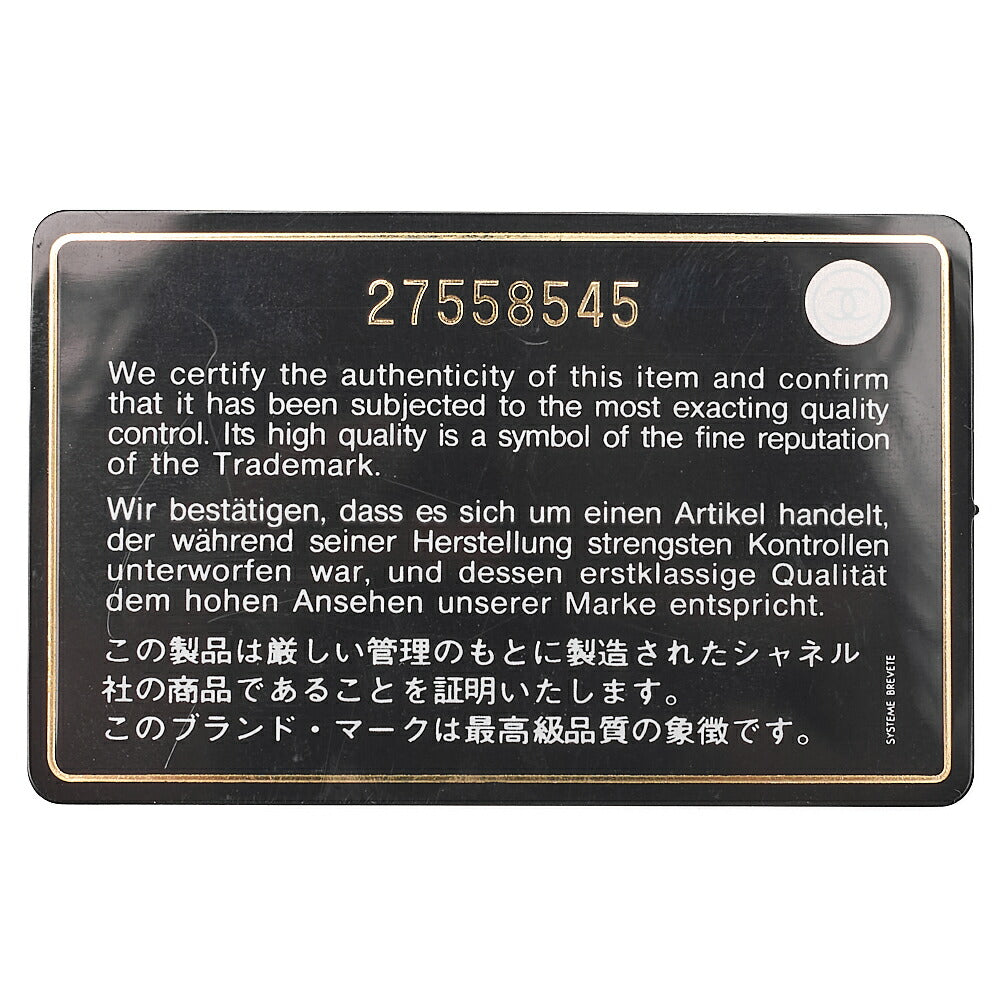 27558545
We certify the authenticity of this item and confirm
that it has been subjected to the most exacting quality
control. Its high quality is a symbol of the fine reputation
of the Trademark.
Wir bestätigen, dass es sich um einen Artikel handelt,
der während seiner Herstellung strengsten Kontrollen
unterworfen war, und dessen erstklassige Qualität
dem hohen Ansehen unserer Marke entspricht.
この製品は厳しい管理のもとに製造されたシャネル
社の商品であることを証明いたします。
このブランド・マークは最高級品質の象徴です。
SYSTEME BREVETE